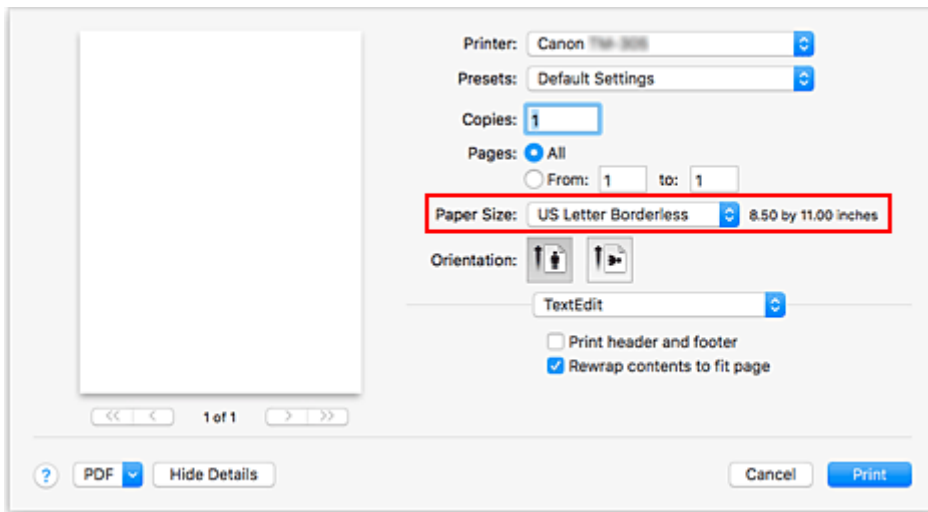 Printer: Canon
Presets: Default Settings
Copies: 1
Pages: All
From: 1 to: 1
Paper Size: US Letter Borderless 8.50 by 11.00 inches
Orientation:
TextEdit
Print header and footer
Rewrap contents to fit page
<< < 1 of 1 > >>
? PDF Hide Details Cancel Print